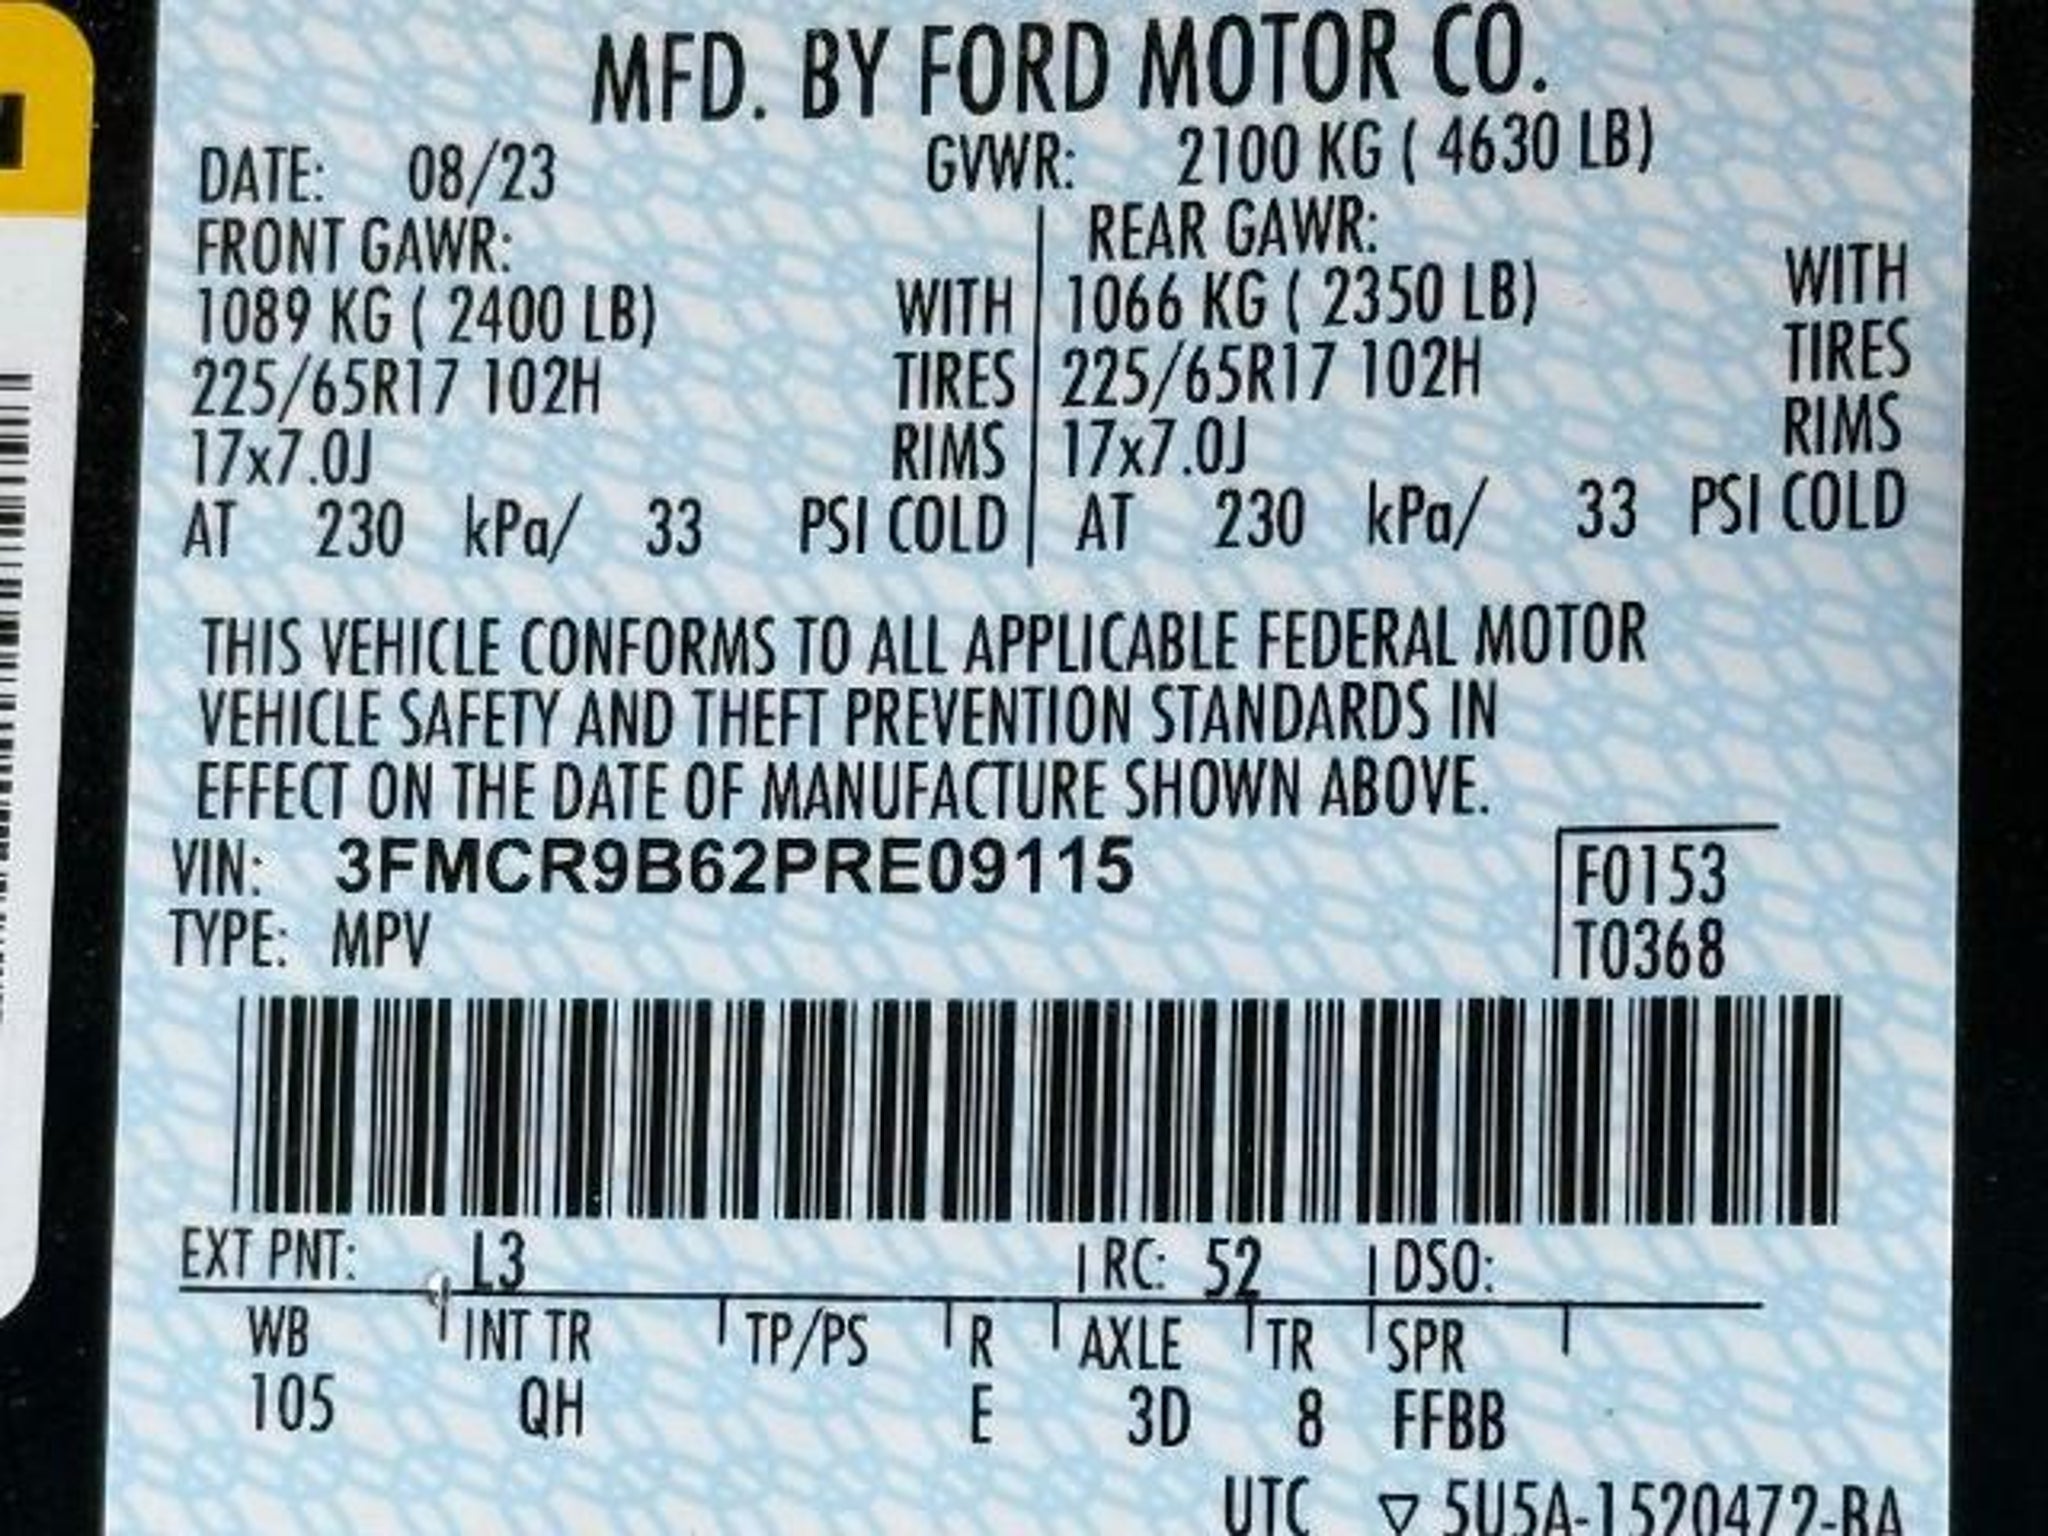 MFD. BY FORD MOTOR CO.
DATE: 08/23 GVWR: 2100 KG ( 4630 LB)
FRONT GAWR: REAR GAWR:
1089 KG ( 2400 LB) WITH 1066 KG ( 2350 LB) WITH
225/65R17 102H TIRES 225/65R17 102H TIRES
17x7.0J RIMS 17x7.0J RIMS
AT 230 kPa/ 33 PSI COLD AT 230 kPa/ 33 PSI COLD
THIS VEHICLE CONFORMS TO ALL APPLICABLE FEDERAL MOTOR
VEHICLE SAFETY AND THEFT PREVENTION STANDARDS IN
EFFECT ON THE DATE OF MANUFACTURE SHOWN ABOVE.
VIN: 3FMCR9B62PRE09115 F0153
TYPE: MPV T0368
EXT PNT: L3 RC: 52 DSO:
WB INT TR TP/PS R AXLE TR SPR
105 QH E 3D 8 FFBB
UTC ▽ 5U5A-1520472-BA